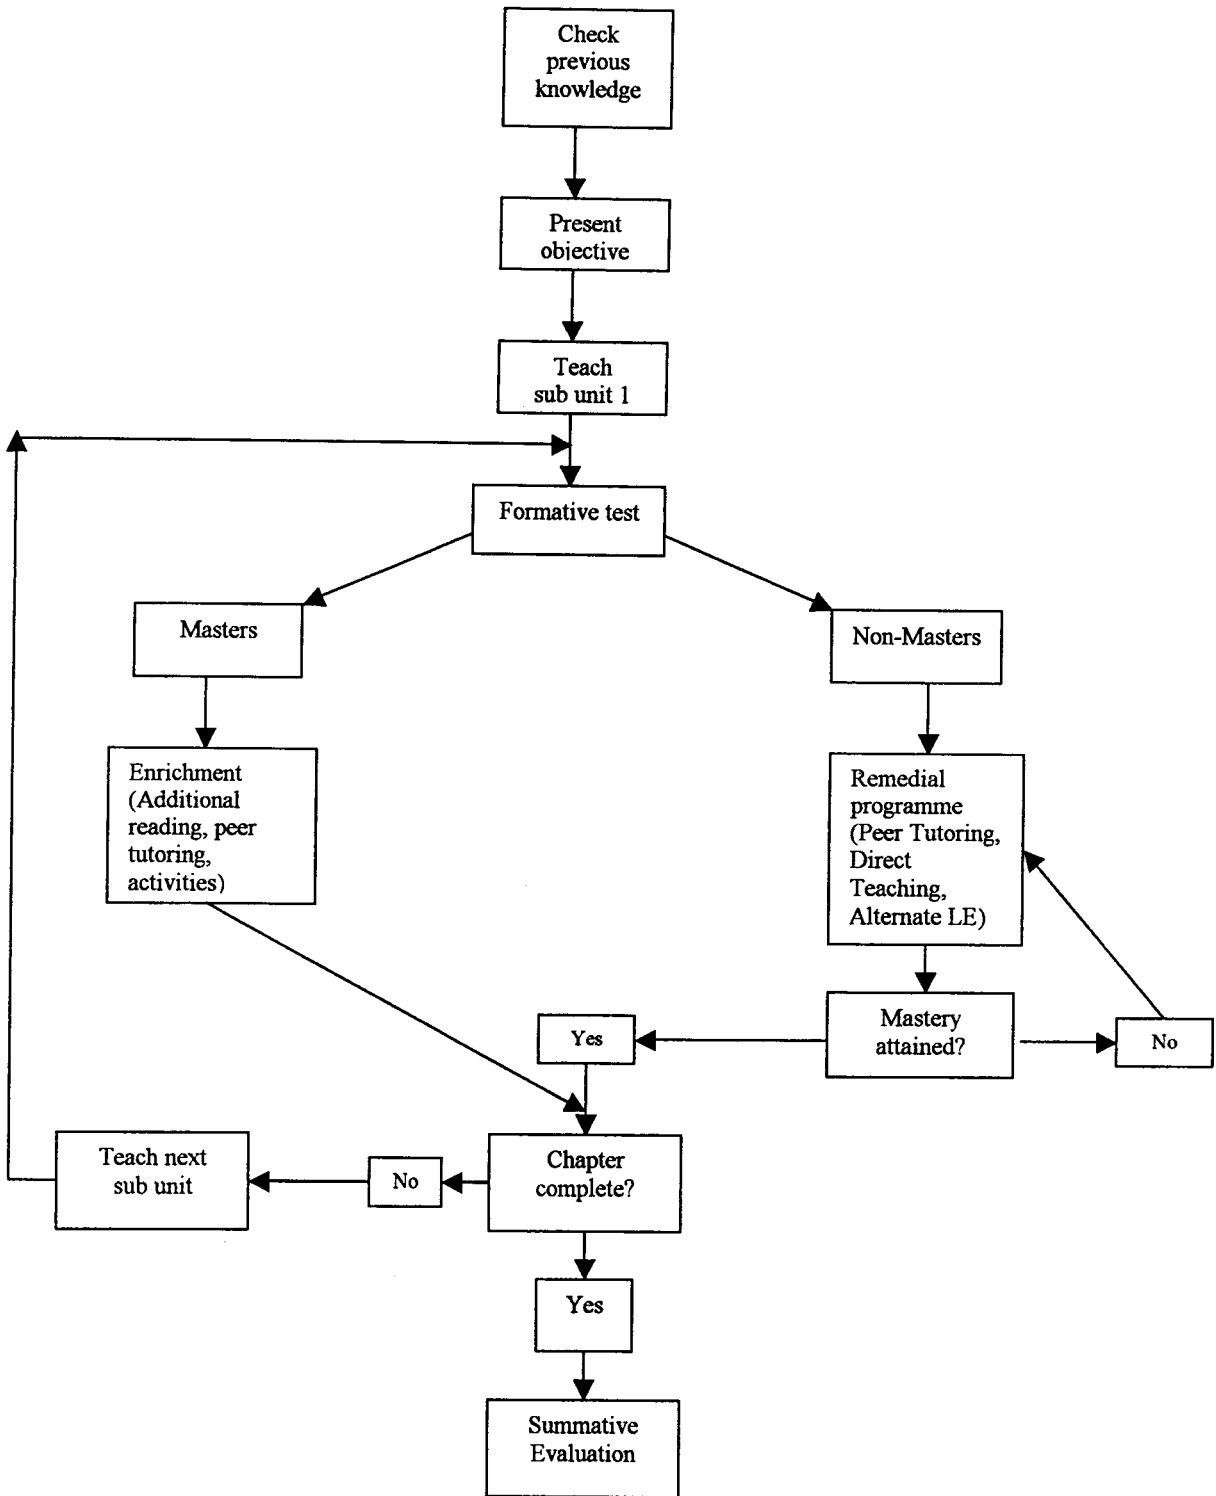 Check
previous
knowledge
Present
objective
Teach
sub unit 1
Formative test
Masters
Non-Masters
Enrichment
(Additional
reading, peer
tutoring,
activities)
Remedial
programme
(Peer Tutoring,
Direct
Teaching,
Alternate LE)
Mastery
attained?
Yes
No
Chapter
complete?
No
Teach next
sub unit
Yes
Summative
Evaluation